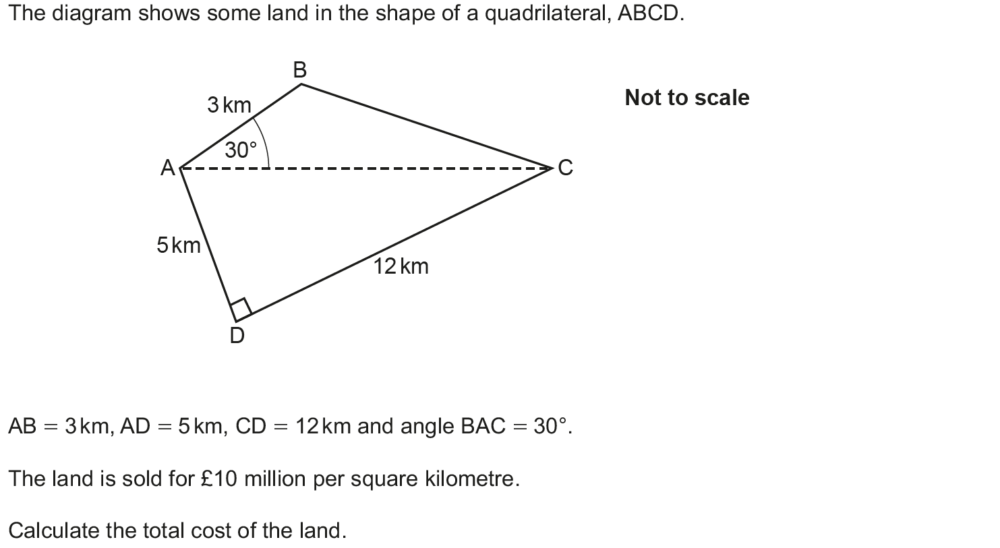 The diagram shows some land in the shape of a quadrilateral, ABCD.
B
Not to scale
3 km
30°
A
C
5 km
12 km
D
AB = 3 km, AD = 5 km, CD = 12 km and angle BAC = 30°.
The land is sold for £10 million per square kilometre.
Calculate the total cost of the land.